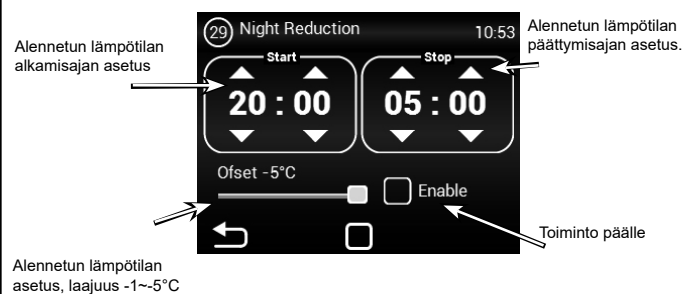 29 Night Reduction 10:53
Alennetun lämpötilan
alkamisajan asetus
Alennetun lämpötilan
päättymisajan asetus.
Start
20 : 00
Stop
05 : 00
Ofset -5°C
Enable
Toiminto päälle
Alennetun lämpötilan
asetus, laajuus -1~-5°C